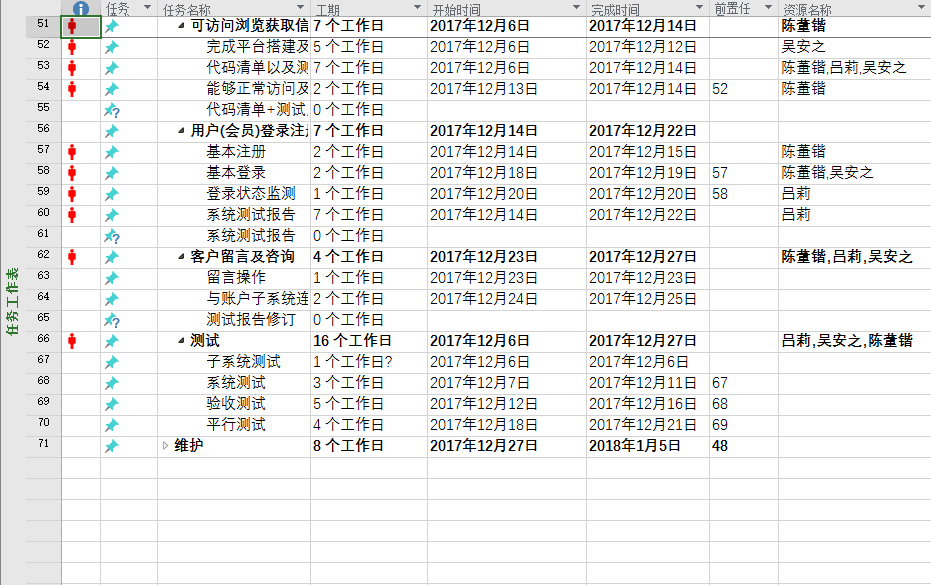 任务 任务名称 工期 开始时间 完成时间 前置任 资源名称
51 可访问浏览获取信 7 个工作日 2017年12月6日 2017年12月14日 陈堇锴
52 完成平台搭建及 5 个工作日 2017年12月6日 2017年12月12日 吴安之
53 代码清单以及测 7 个工作日 2017年12月6日 2017年12月14日 陈堇锴,吕莉,吴安之
54 能够正常访问及 2 个工作日 2017年12月13日 2017年12月14日 52 陈堇锴
55 代码清单+测试 0 个工作日
56 用户(会员)登录注册 7 个工作日 2017年12月14日 2017年12月22日
57 基本注册 2 个工作日 2017年12月14日 2017年12月15日 陈堇锴
58 基本登录 2 个工作日 2017年12月18日 2017年12月19日 57 陈堇锴,吴安之
59 登录状态监测 1 个工作日 2017年12月20日 2017年12月20日 58 吕莉
60 系统测试报告 7 个工作日 2017年12月14日 2017年12月22日 吕莉
61 系统测试报告 0 个工作日
62 客户留言及咨询 4 个工作日 2017年12月23日 2017年12月27日 陈堇锴,吕莉,吴安之
63 留言操作 1 个工作日 2017年12月23日 2017年12月23日
64 与账户子系统连 2 个工作日 2017年12月24日 2017年12月25日
65 测试报告修订 0 个工作日
66 测试 16 个工作日 2017年12月6日 2017年12月27日 吕莉,吴安之,陈堇锴
67 子系统测试 1 个工作日? 2017年12月6日 2017年12月6日
68 系统测试 3 个工作日 2017年12月7日 2017年12月11日 67
69 验收测试 5 个工作日 2017年12月12日 2017年12月16日 68
70 平行测试 4 个工作日 2017年12月18日 2017年12月21日 69
71 维护 8 个工作日 2017年12月27日 2018年1月5日 48
任务工作表